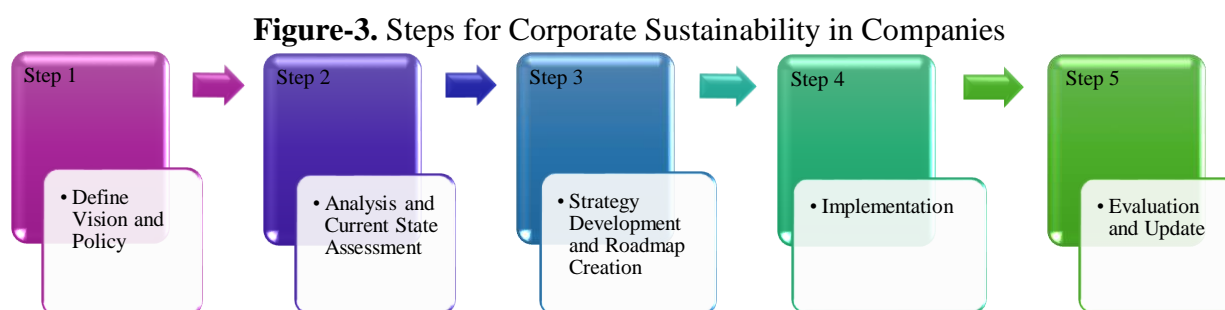 Figure-3. Steps for Corporate Sustainability in Companies
Step 1
• Define
Vision and
Policy
Step 2
• Analysis and
Current State
Assessment
Step 3
• Strategy
Development
and Roadmap
Creation
Step 4
• Implementation
Step 5
• Evaluation
and Update